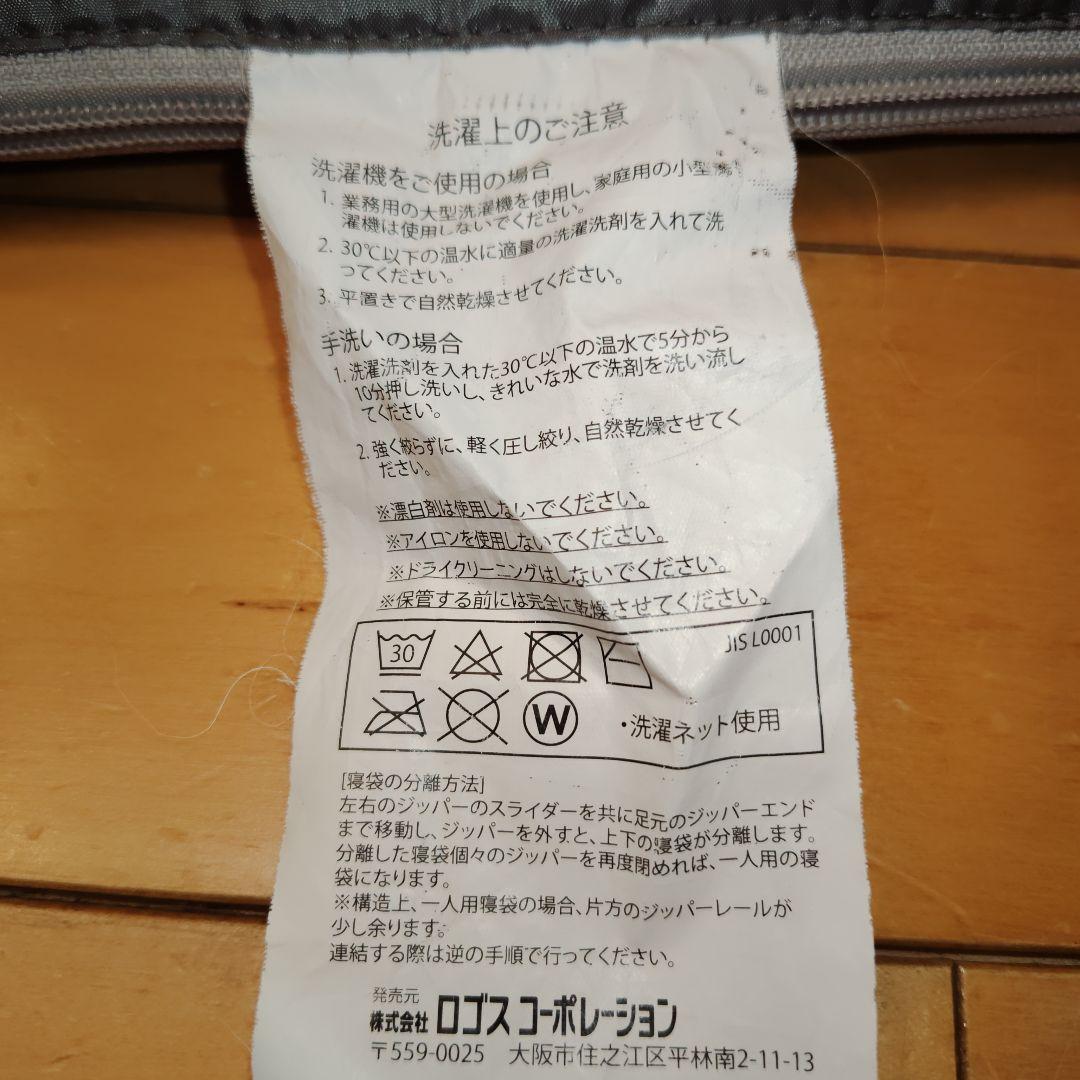 洗濯上のご注意
洗濯機をご使用の場合
1. 業務用の大型洗濯機を使用し、家庭用の小型洗
濯機は使用しないでください。
2. 30℃以下の温水に適量の洗濯洗剤を入れて洗
ってください。
3. 平置きで自然乾燥させてください。
手洗いの場合
1. 洗濯洗剤を入れた30℃以下の温水で5分から
10分押し洗いし、きれいな水で洗剤を洗い流し
てください。
2. 強く絞らずに、軽く圧し絞り、自然乾燥させてく
ださい。
※漂白剤は使用しないでください。
※アイロンを使用しないでください。
※ドライクリーニングはしないでください。
※保管する前には完全に乾燥させてください。
30
JIS L0001
W
・洗濯ネット使用
[寝袋の分離方法]
左右のジッパーのスライダーを共に足元のジッパーエンド
まで移動し、ジッパーを外すと、上下の寝袋が分離します。
分離した寝袋個々のジッパーを再度閉めれば、一人用の寝
袋になります。
※構造上、一人用寝袋の場合、片方のジッパーレールが
少し余ります。
連結する際は逆の手順で行ってください。
発売元
株式会社 ロゴス コーポレーション
〒559-0025 大阪市住之江区平林南2-11-13